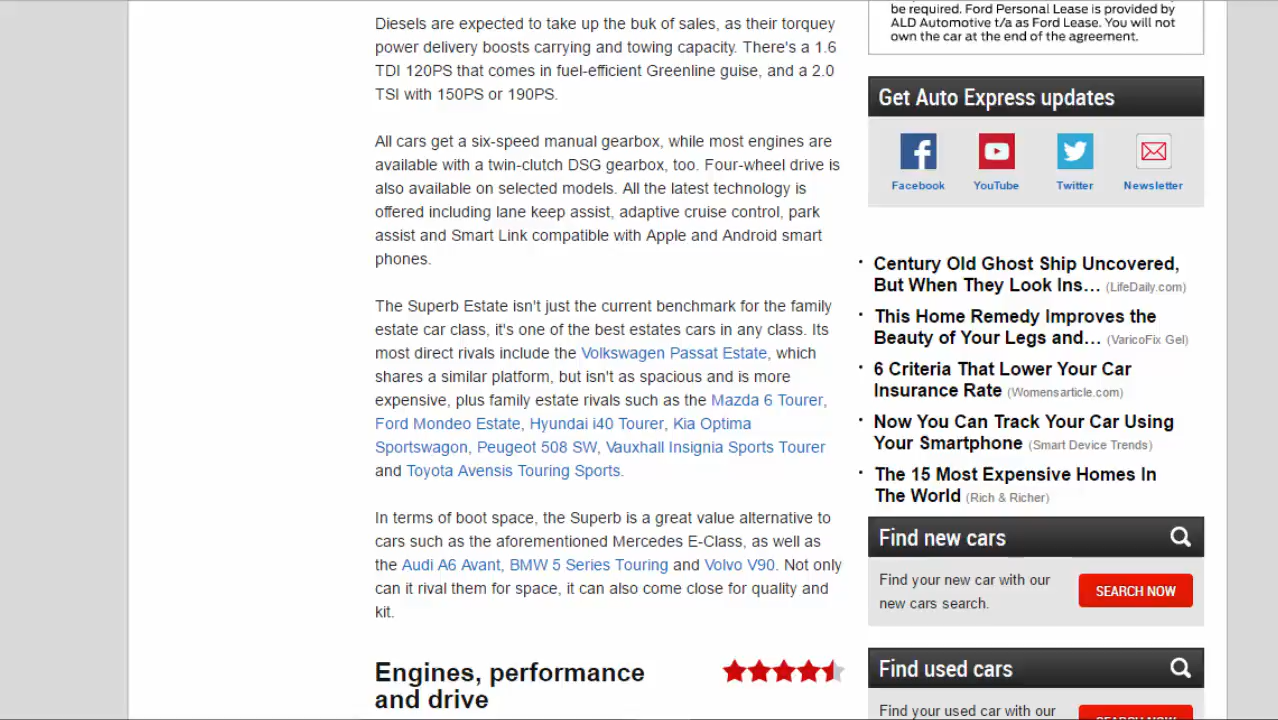 Diesels are expected to take up the buk of sales, as their torquey
power delivery boosts carrying and towing capacity. There's a 1.6
TDI 120PS that comes in fuel-efficient Greenline guise, and a 2.0
TSI with 150PS or 190PS.
All cars get a six-speed manual gearbox, while most engines are
available with a twin-clutch DSG gearbox, too. Four-wheel drive is
also available on selected models. All the latest technology is
offered including lane keep assist, adaptive cruise control, park
assist and Smart Link compatible with Apple and Android smart
phones.
The Superb Estate isn't just the current benchmark for the family
estate car class, it's one of the best estates cars in any class. Its
most direct rivals include the Volkswagen Passat Estate, which
shares a similar platform, but isn't as spacious and is more
expensive, plus family estate rivals such as the Mazda 6 Tourer,
Ford Mondeo Estate, Hyundai i40 Tourer, Kia Optima
Sportswagon, Peugeot 508 SW, Vauxhall Insignia Sports Tourer
and Toyota Avensis Touring Sports.
In terms of boot space, the Superb is a great value alternative to
cars such as the aforementioned Mercedes E-Class, as well as
the Audi A6 Avant, BMW 5 Series Touring and Volvo V90. Not only
can it rival them for space, it can also come close for quality and
kit.
Engines, performance
and drive
be required. Ford Personal Lease is provided by
ALD Automotive t/a as Ford Lease. You will not
own the car at the end of the agreement.
Get Auto Express updates
Facebook YouTube Twitter Newsletter
· Century Old Ghost Ship Uncovered,
But When They Look Ins… (LifeDaily.com)
· This Home Remedy Improves the
Beauty of Your Legs and… (VaricoFix Gel)
· 6 Criteria That Lower Your Car
Insurance Rate (Womensarticle.com)
· Now You Can Track Your Car Using
Your Smartphone (Smart Device Trends)
· The 15 Most Expensive Homes In
The World (Rich & Richer)
Find new cars
Find your new car with our
new cars search.
SEARCH NOW
Find used cars
Find your used car with our
SEARCH NOW